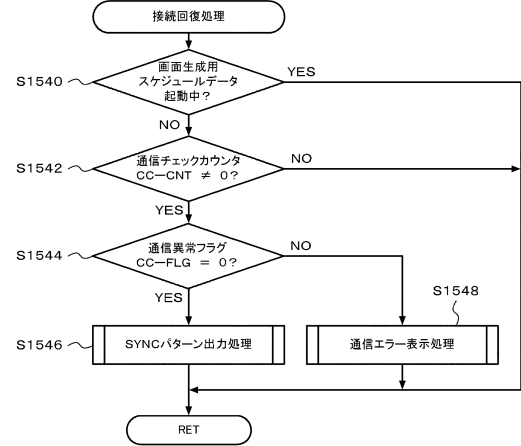 接続回復処理
画面生成用
スケジュールデータ
起動中?
S1540
YES
NO
通信チェックカウンタ
CC-CNT ≠ 0?
S1542
NO
YES
通信異常フラグ
CC-FLG = 0?
S1544
NO
YES
S1548
S1546
SYNCパターン出力処理
通信エラー表示処理
RET